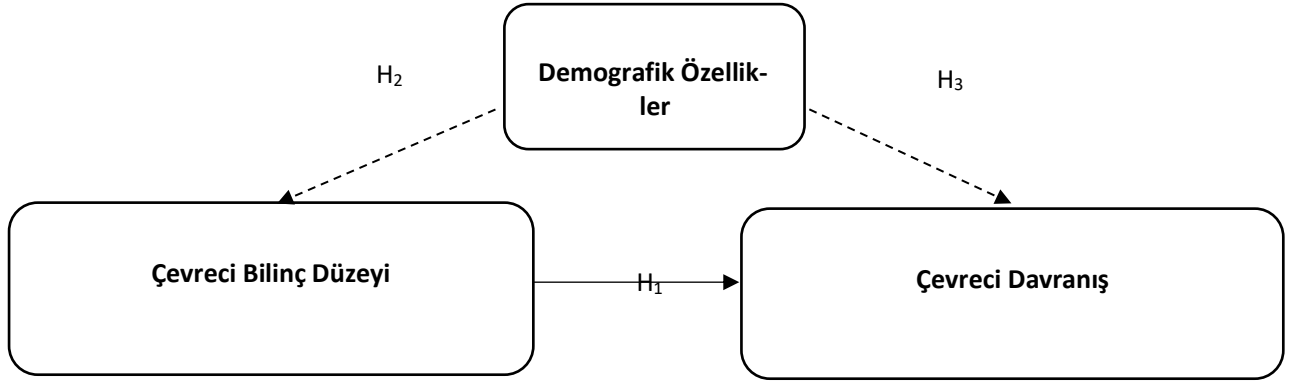 Demografik Özellik-
ler
H₂
H₃
Çevreci Bilinç Düzeyi
H₁
Çevreci Davranış